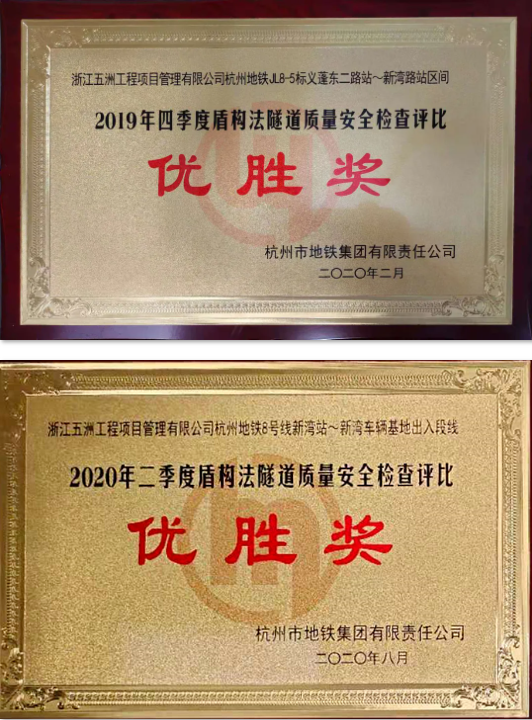 浙江五洲工程项目管理有限公司杭州地铁JL8-5标义蓬东二路站～新湾路站区间
2019年四季度盾构法隧道质量安全检查评比
优胜奖
杭州市地铁集团有限责任公司
二〇二〇年二月
浙江五洲工程项目管理有限公司杭州地铁8号线新湾站～新湾车辆基地出入段线
2020年二季度盾构法隧道质量安全检查评比
优胜奖
杭州市地铁集团有限责任公司
二〇二〇年八月